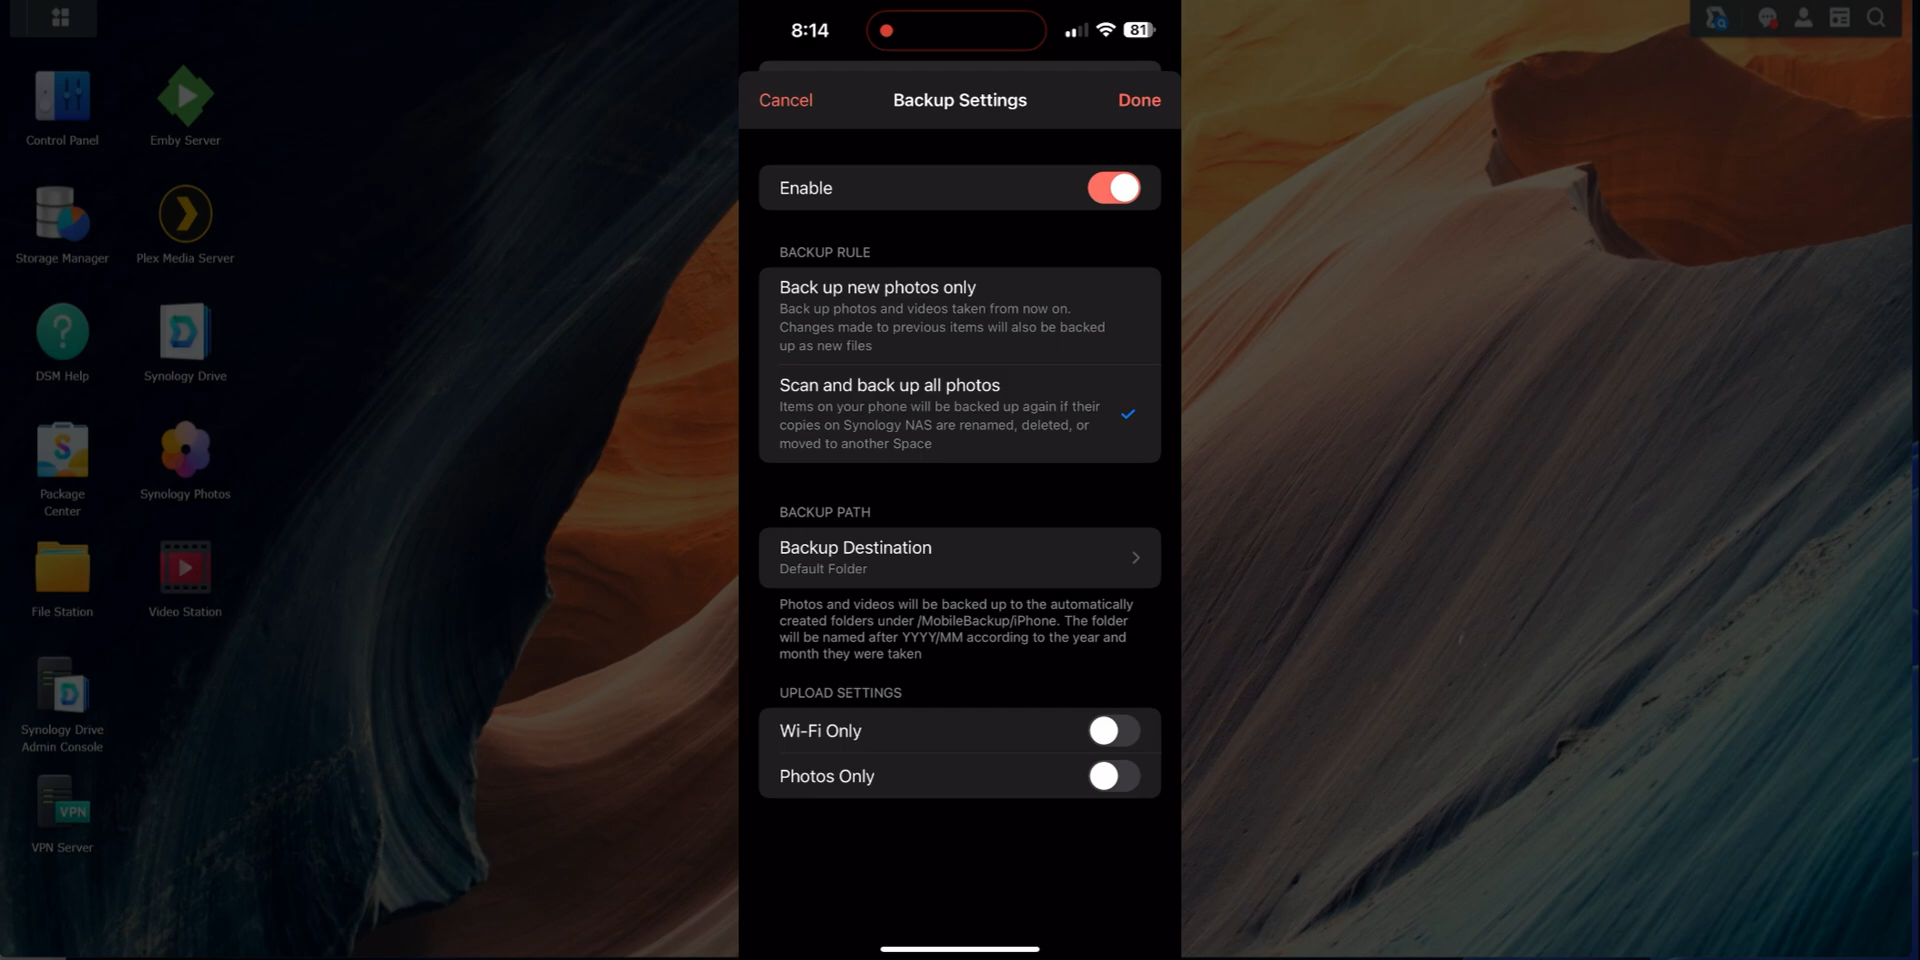 Control Panel
Emby Server
Storage Manager
Plex Media Server
DSM Help
Synology Drive
Package
Center
Synology Photos
File Station
Video Station
Synology Drive
Admin Console
VPN
VPN Server
8:14
81
Cancel
Backup Settings
Done
Enable
BACKUP RULE
Back up new photos only
Back up photos and videos taken from now on.
Changes made to previous items will also be backed
up as new files
Scan and back up all photos
Items on your phone will be backed up again if their
copies on Synology NAS are renamed, deleted, or
moved to another Space
BACKUP PATH
Backup Destination
Default Folder
Photos and videos will be backed up to the automatically
created folders under /MobileBackup/iPhone. The folder
will be named after YYYY/MM according to the year and
month they were taken
UPLOAD SETTINGS
Wi-Fi Only
Photos Only